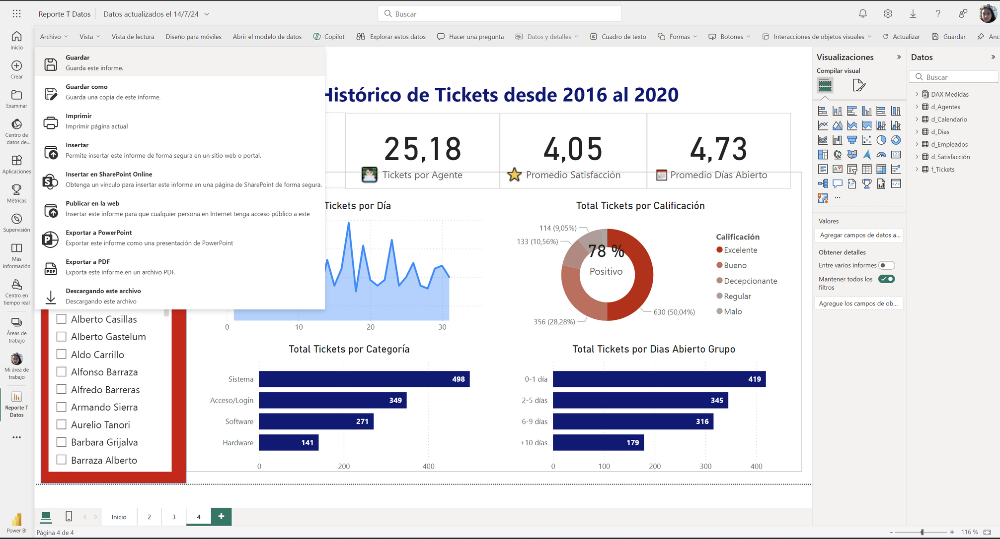 Reporte T Datos
Datos actualizados el 14/7/24
Buscar
Archivo
Vista
Vista de lectura
Diseño para móviles
Abrir el modelo de datos
Copilot
Explorar estos datos
Hacer una pregunta
Datos y detalles
Cuadro de texto
Formas
Botones
Interacciones de objetos visuales
Actualizar
Guardar
Anc
Inicio
Crear
Examinar
Centro de
datos de...
Aplicaciones
Métricas
Supervisión
Más
información
Centro en
tiempo real
Áreas de
trabajo
Mi área de
trabajo
Reporte T
Datos
Power BI
Guardar
Guarda este informe.
Guardar como
Guarda una copia de este informe.
Imprimir
Imprimir página actual
Insertar
Permite insertar este informe de forma segura en un sitio web o portal.
Insertar en SharePoint Online
Obtenga un vínculo para insertar este informe en una página de SharePoint de forma segura.
Publicar en la web
Insertar este informe para que cualquier persona en Internet tenga acceso público a este
Exportar a PowerPoint
Exportar este informe como una presentación de PowerPoint
Exportar a PDF
Exporta este informe en un archivo PDF.
Descargando este archivo
Descargando este archivo
Histórico de Tickets desde 2016 al 2020
25,18
Tickets por Agente
4,05
Promedio Satisfacción
4,73
Promedio Días Abierto
Tickets por Día
0
10
20
30
Total Tickets por Calificación
114 (9,05%)
133 (10,56%)
78 %
Positivo
356 (28,28%)
630 (50,04%)
Calificación
Excelente
Bueno
Decepcionante
Regular
Malo
Alberto Casillas
Alberto Gastelum
Aldo Carrillo
Alfonso Barraza
Alfredo Barreras
Armando Sierra
Aurelio Tanori
Barbara Grijalva
Barraza Alberto
Total Tickets por Categoría
Sistema
498
Acceso/Login
349
Software
271
Hardware
141
0
200
400
Total Tickets por Dias Abierto Grupo
0-1 día
419
2-5 días
345
6-9 días
316
+10 días
179
0
100
200
300
400
Visualizaciones
Compilar visual
123
Valores
Agregar campos de datos a...
Obtener detalles
Entre varios informes
Mantener todos los
filtros
Agregue los campos de ob...
Datos
Buscar
DAX Medidas
d_Agentes
d_Calendario
d_Dias
d_Empleados
d_Satisfacción
f_Tickets
Inicio
2
3
4
+
Página 4 de 4
- + 116 %